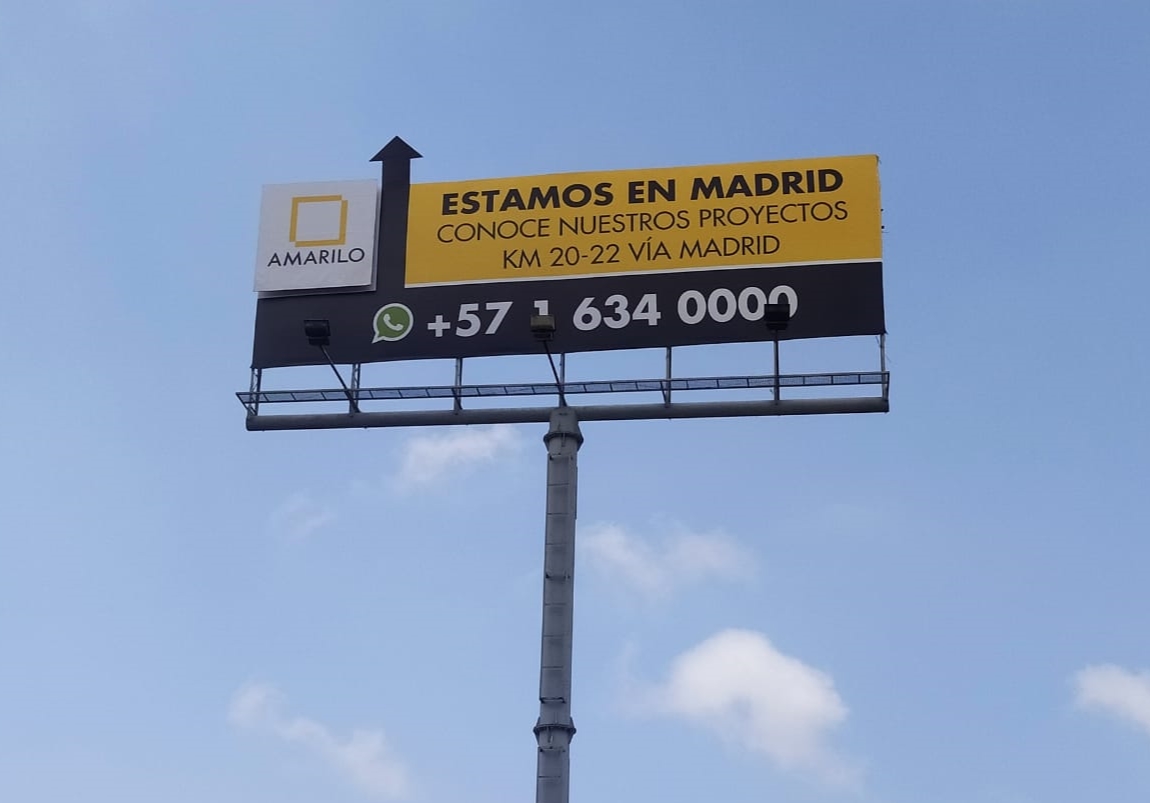 AMARILO
ESTAMOS EN MADRID
CONOCE NUESTROS PROYECTOS
KM 20-22 VÍA MADRID
+57 1 634 0000